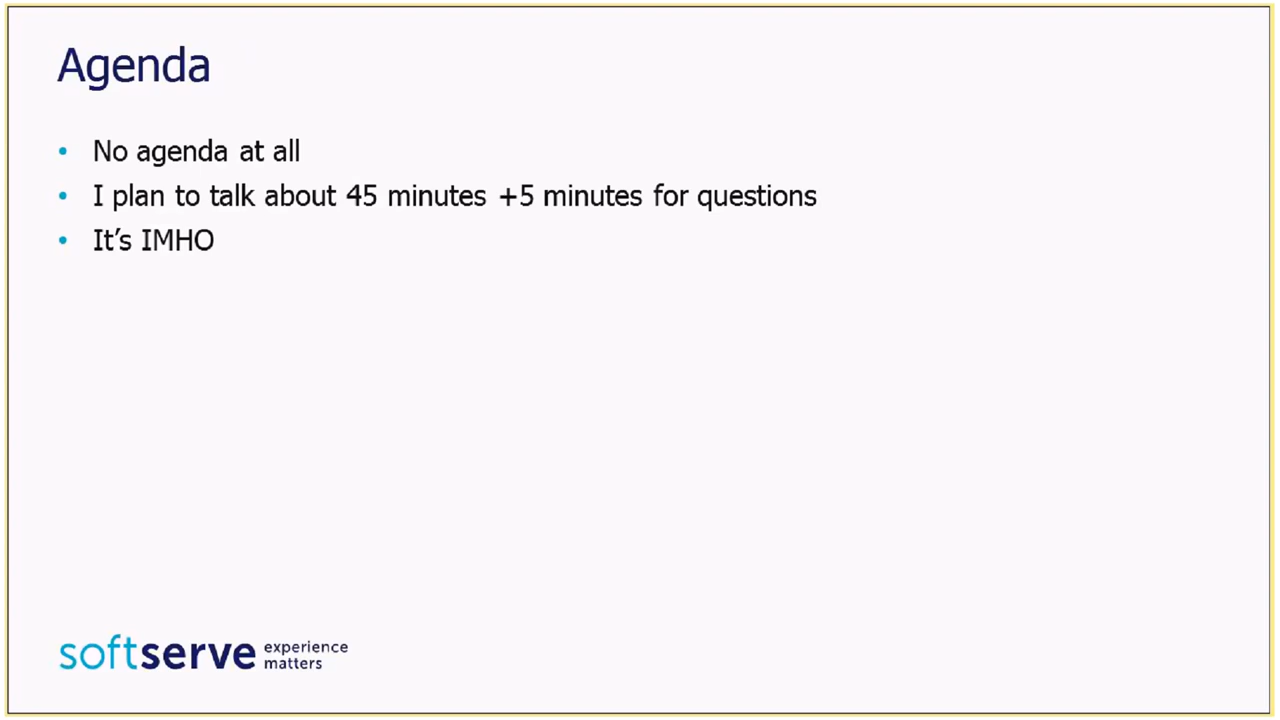 Agenda
• No agenda at all
• I plan to talk about 45 minutes +5 minutes for questions
• It’s IMHO
softserve experience
matters